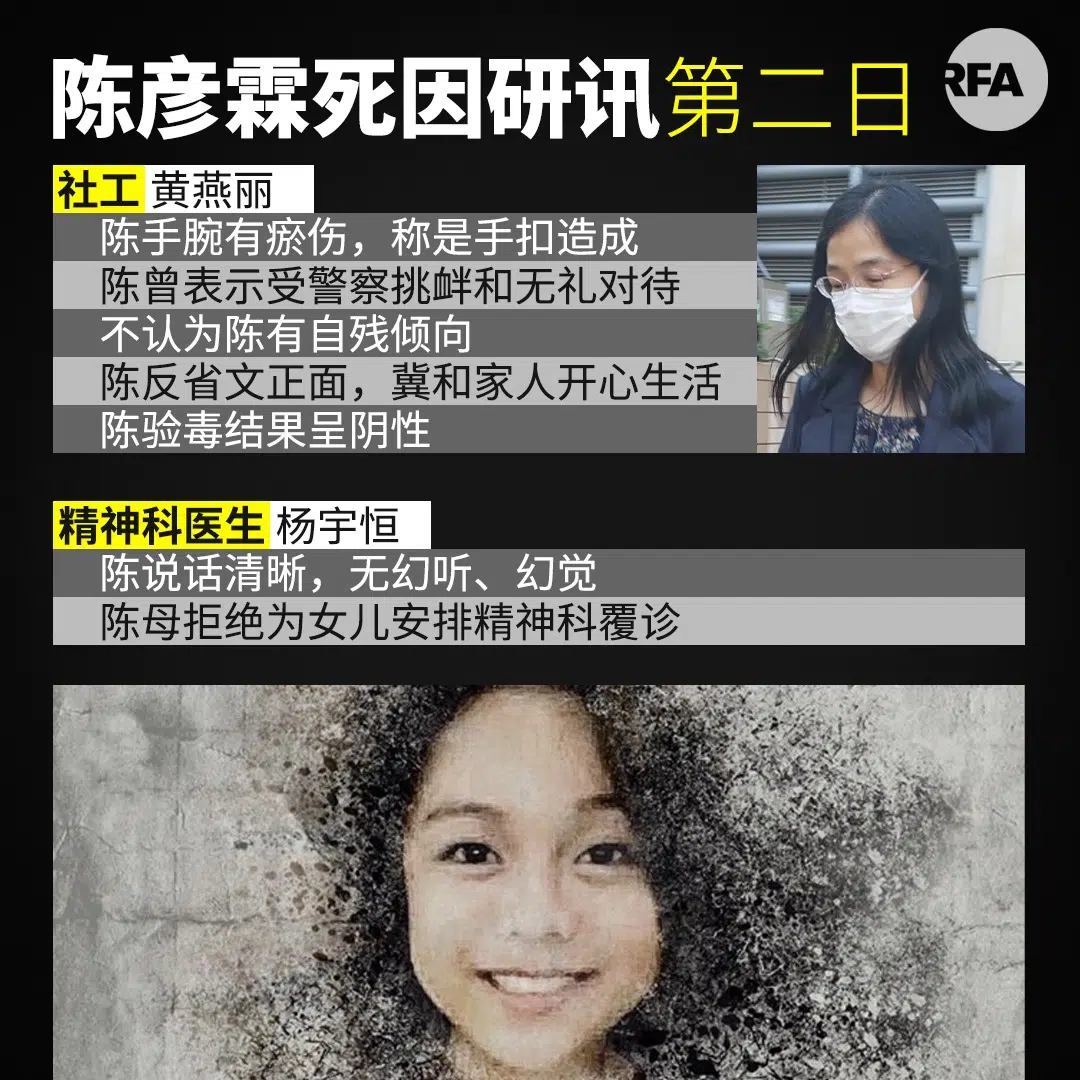 陈彦霖死因研讯第二日
RFA
社工 黄燕丽
陈手腕有瘀伤，称是手扣造成
陈曾表示受警察挑衅和无礼对待
不认为陈有自残倾向
陈反省文正面，冀和家人开心生活
陈验毒结果呈阴性
精神科医生 杨宇恒
陈说话清晰，无幻听、幻觉
陈母拒绝为女儿安排精神科覆诊